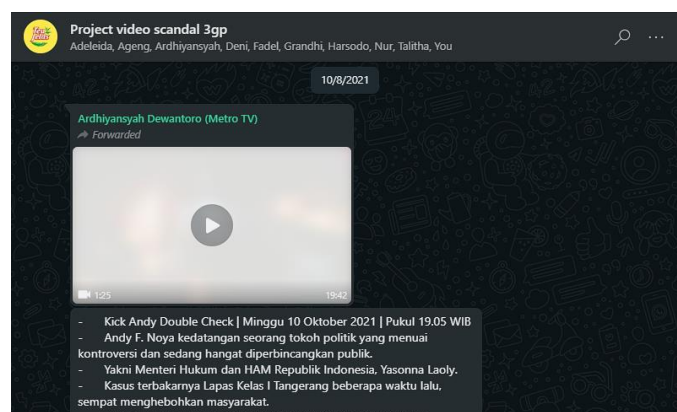 Project video scandal 3gp
Adeleida, Ageng, Ardhiyansyah, Deni, Fadel, Grandhi, Harsodo, Nur, Talitha, You
10/8/2021
Ardhiyansyah Dewantoro (Metro TV)
Forwarded
1:25
19:42
- Kick Andy Double Check | Minggu 10 Oktober 2021 | Pukul 19.05 WIB
- Andy F. Noya kedatangan seorang tokoh politik yang menuai
kontroversi dan sedang hangat diperbincangkan publik.
- Yakni Menteri Hukum dan HAM Republik Indonesia, Yasonna Laoly.
- Kasus terbakarnya Lapas Kelas I Tangerang beberapa waktu lalu,
sempat menghebohkan masyarakat.